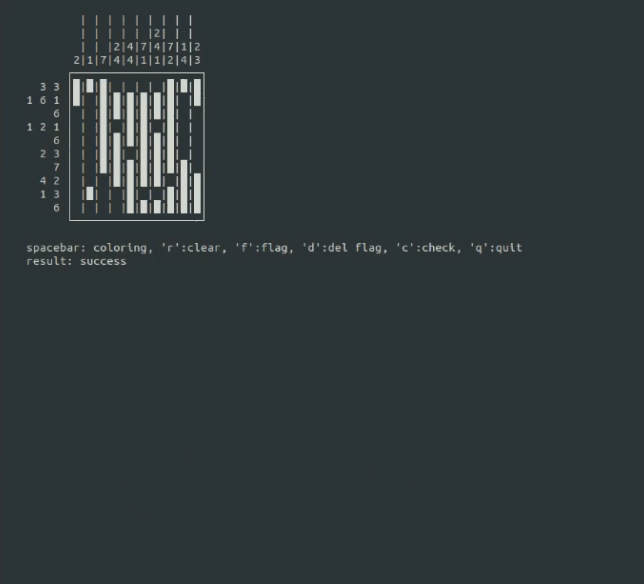 | | | | | | | | |
| | | | | |2| | |
| | |2|4|7|4|7|1|2
2|1|7|4|4|1|1|2|4|3
3 3
1 6 1
6
1 2 1
6
2 3
7
4 2
1 3
6
spacebar: coloring, 'r':clear, 'f':flag, 'd':del flag, 'c':check, 'q':quit
result: success